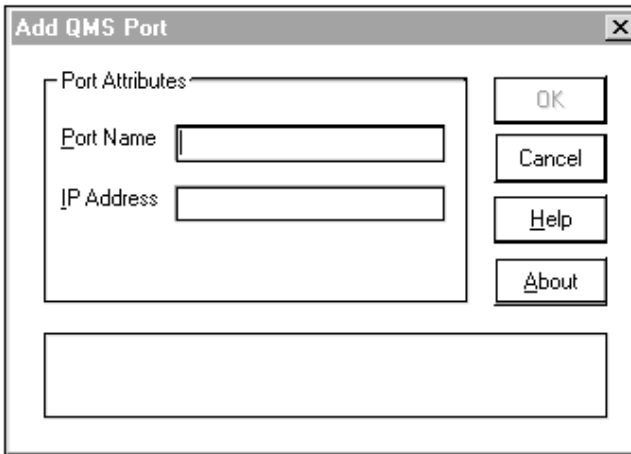 Add QMS Port
Port Attributes
OK
Port Name
Cancel
IP Address
Help
About